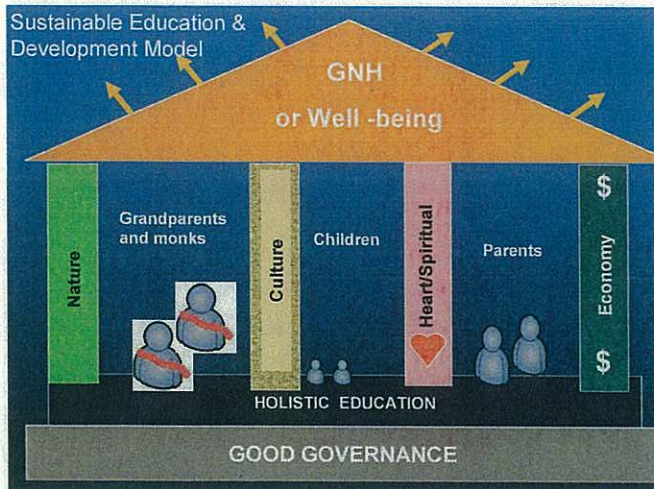 Sustainable Education &
Development Model
GNH
or Well -being
Nature
Grandparents
and monks
Culture
Children
Heart/Spiritual
Parents
$
Economy
$
HOLISTIC EDUCATION
GOOD GOVERNANCE